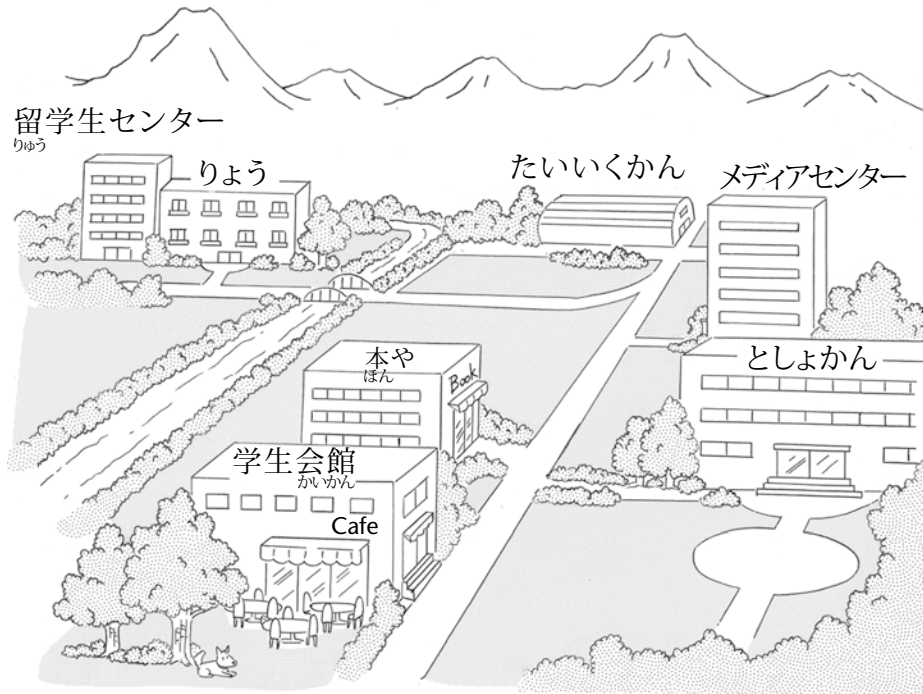 留学生センター
りゅう
りょう
たいいくかん
メディアセンター
本や
ほん
Book
としょかん
学生会館
かいかん
Cafe